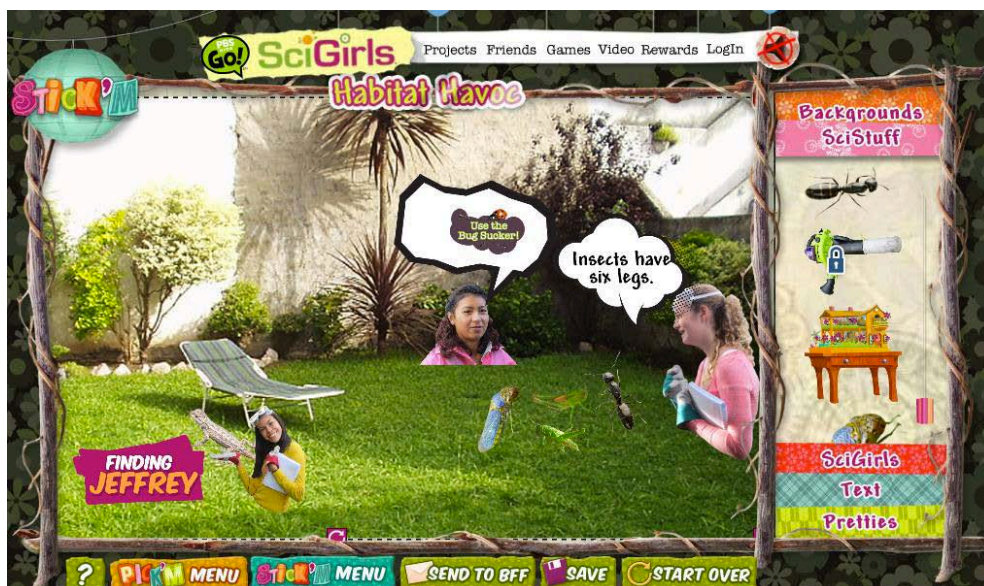 PBS
GO!
SciGirls
Projects Friends Games Video Rewards LogIn
STICK'M
Habitat Havoc
Backgrounds
SciStuff
Use the
Bug Sucker!
Insects have
six legs.
FINDING
JEFFREY
SciGirls
Text
Pretties
? PICK'M MENU STICK'M MENU SEND TO BFF SAVE START OVER